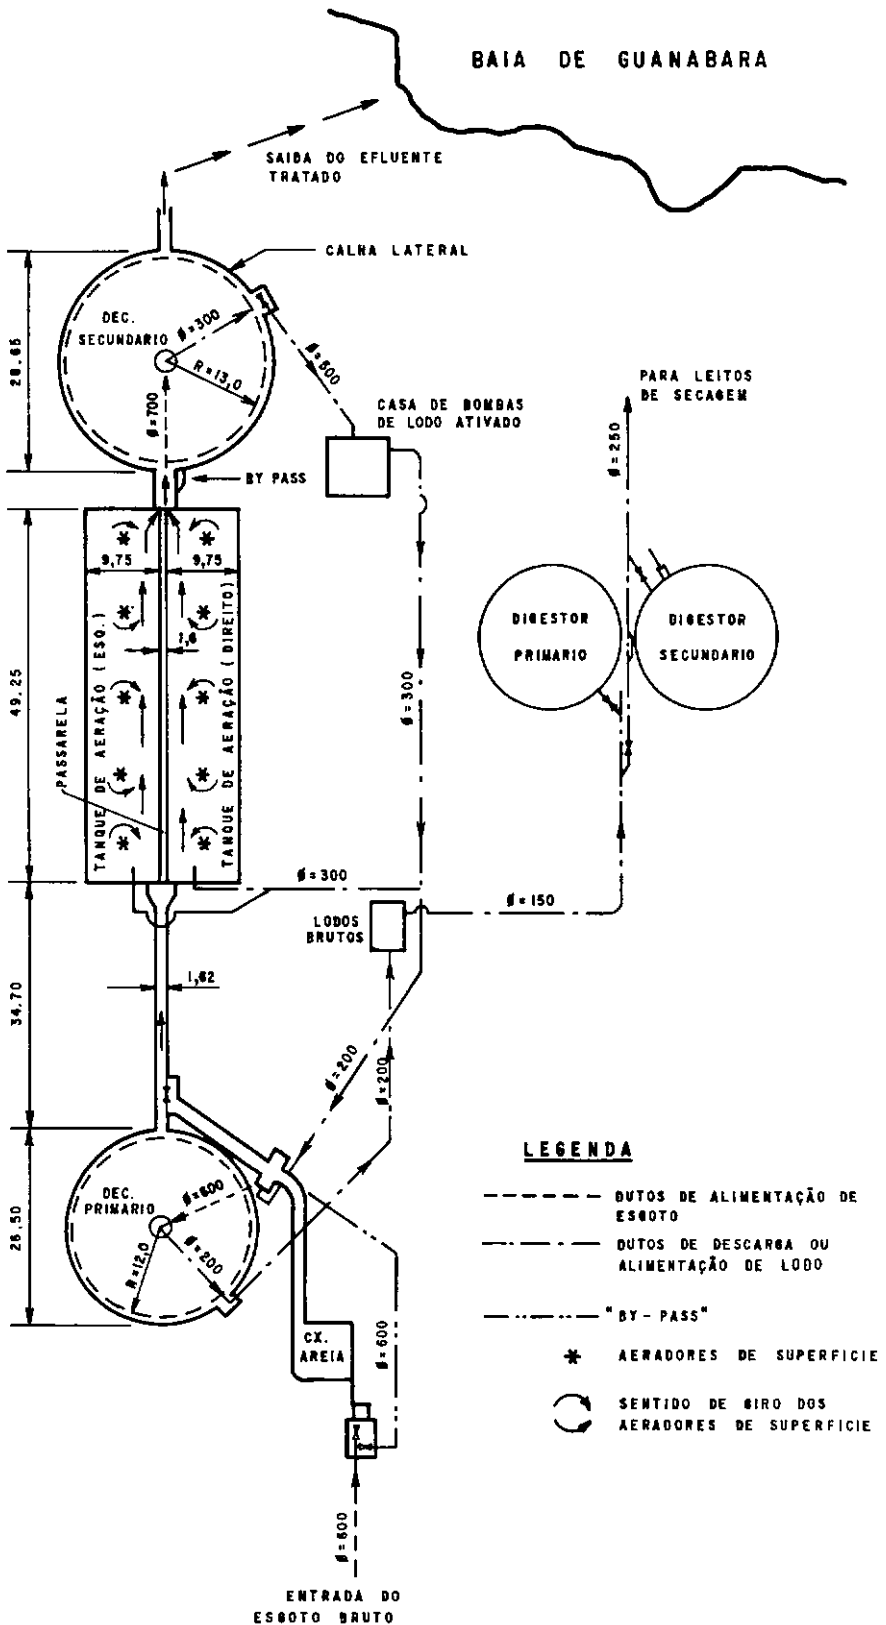 BAIA DE GUANABARA
SAIDA DO EFLUENTE
TRATADO
CALHA LATERAL
DEC.
SECUNDARIO
Ø=300
R=13,0
Ø=700
28.65
Ø=500
PARA LEITOS
DE SECAGEM
CASA DE BOMBAS
DE LODO ATIVADO
Ø=250
BY PASS
9,75
9,75
1,6
TANQUE DE AERAÇÃO (ESQ.)
TANQUE DE AERAÇÃO (DIREITO)
PASSARELA
49.25
DIGESTOR
PRIMARIO
DIGESTOR
SECUNDARIO
Ø=300
Ø=300
LODOS
BRUTOS
Ø=150
1,62
34.70
Ø=200
Ø=200
DEC.
PRIMARIO
Ø=600
Ø=200
R=12,0
26.50
CX.
AREIA
Ø=600
Ø=600
ENTRADA DO
ESGOTO BRUTO
LEGENDA
DUTOS DE ALIMENTAÇÃO DE
ESGOTO
DUTOS DE DESCARGA OU
ALIMENTAÇÃO DE LODO
"BY-PASS"
AERADORES DE SUPERFICIE
SENTIDO DE GIRO DOS
AERADORES DE SUPERFICIE